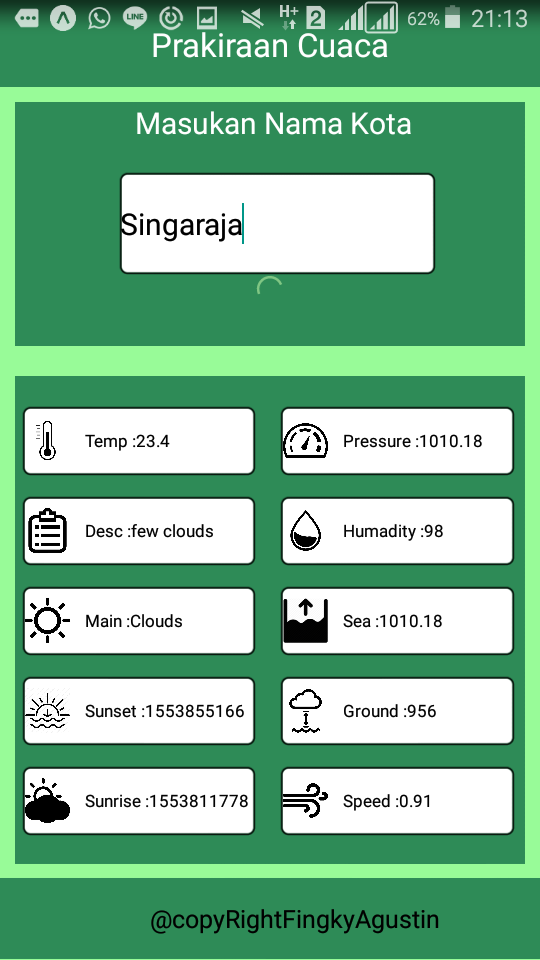 LINE
H+
2
62%
21:13
Prakiraan Cuaca
Masukan Nama Kota
Singaraja
Temp :23.4
Pressure :1010.18
Desc :few clouds
Humadity :98
Main :Clouds
Sea :1010.18
Sunset :1553855166
Ground :956
Sunrise :1553811778
Speed :0.91
@copyRightFingkyAgustin